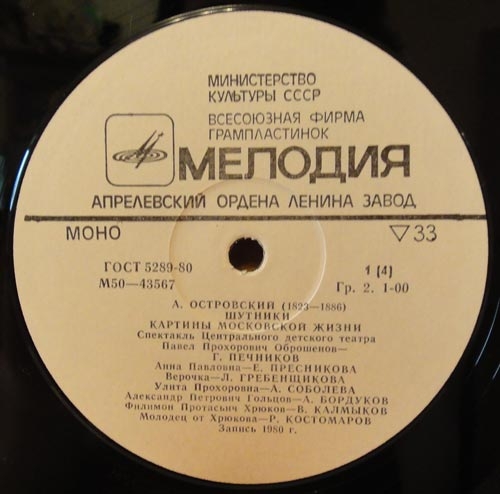 МИНИСТЕРСТВО
КУЛЬТУРЫ СССР
ВСЕСОЮЗНАЯ ФИРМА
ГРАМПЛАСТИНОК
МЕЛОДИЯ
АПРЕЛЕВСКИЙ ОРДЕНА ЛЕНИНА ЗАВОД
МОНО ▽33
ГОСТ 5289-80 1 [4]
М50—43567 Гр. 2. 1-00
А. ОСТРОВСКИЙ (1823—1886)
ШУТНИКИ
КАРТИНЫ МОСКОВСКОЙ ЖИЗНИ
Спектакль Центрального детского театра
Павел Прохорович Оброшенов—
Г. ПЕЧНИКОВ
Анна Павловна—Е. ПРЕСНИКОВА
Верочка—Л. ГРЕБЕНЩИКОВА
Улита Прохоровна—А. СОБОЛЕВА
Александр Петрович Гольцов—А. БОРДУКОВ
Филимон Протасьич Хрюков—В. КАЛМЫКОВ
Молодец от Хрюкова—Р. КОСТОМАРОВ
Запись 1980 г.